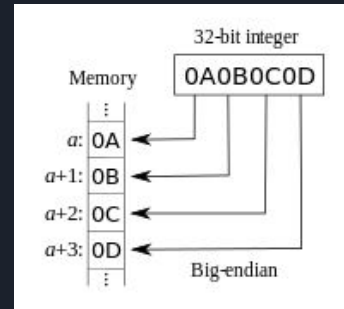 32-bit integer
0A0B0C0D
Memory
⋮
a: 0A
a+1: 0B
a+2: 0C
a+3: 0D
⋮
Big-endian